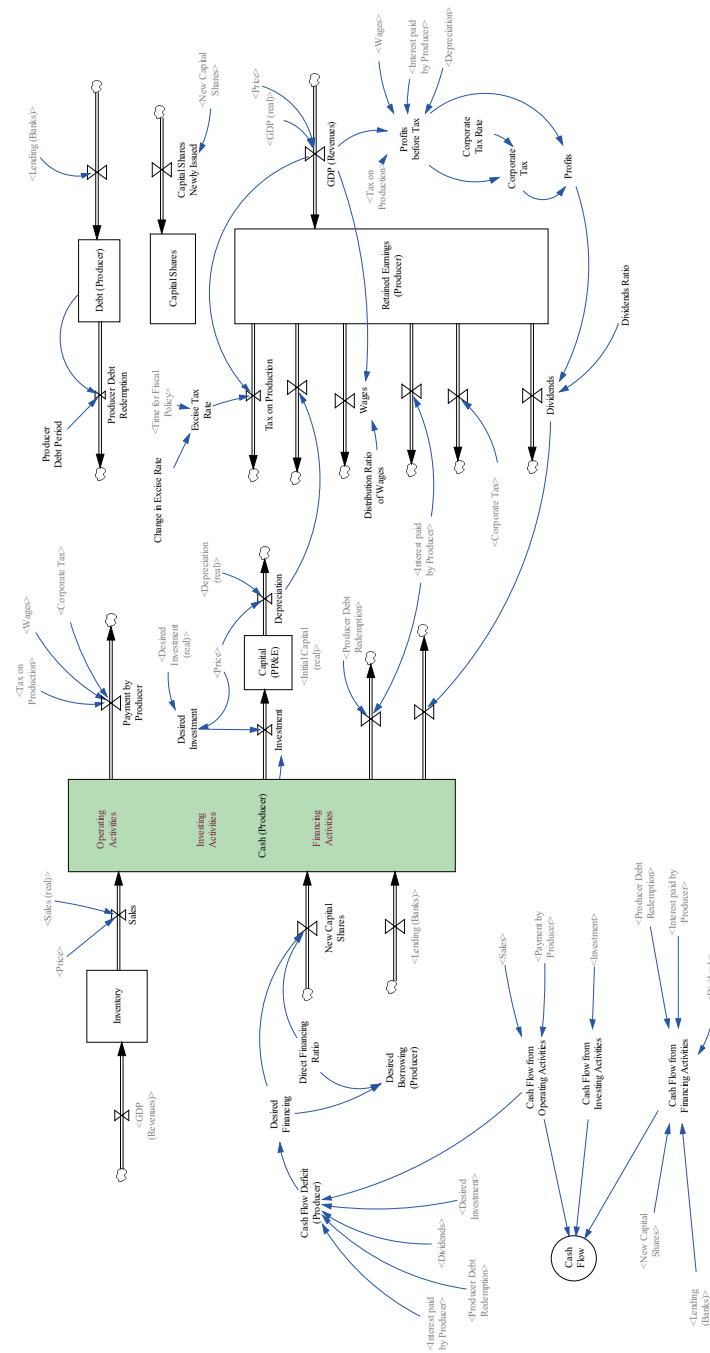 <GDP
(Revenues)>
Inventory
<Price>
<Sales (real)>
Sales
Operating
Activities
Investing
Activities
Cash (Producer)
Financing
Activities
<Tax on
Production>
<Wages>
<Corporate Tax>
Payment by
Producer
<Desired
Investment
(real)>
Desired
Investment
<Price>
<Depreciation
(real)>
Investment
Capital
(PP&E)
Depreciation
<Initial Capital
(real)>
<Producer Debt
Redemption>
<Interest paid
by Producer>
Producer
Debt Period
Producer Debt
Redemption
Debt (Producer)
<Lending (Banks)>
Capital Shares
Capital Shares
Newly Issued
<New Capital
Shares>
Change in Excise Rate
<Time for Fiscal
Policy>
Excise Tax
Rate
Tax on Production
<Price>
<GDP (real)>
GDP (Revenues)
Retained Earnings
(Producer)
Distribution Ratio
of Wages
Wages
<Corporate Tax>
Dividends
Dividends Ratio
<Tax on
Production>
<Wages>
<Interest paid
by Producer>
<Depreciation>
Profits
before Tax
Corporate
Tax Rate
Corporate
Tax
Profits
Desired
Financing
Direct Financing
Ratio
New Capital
Shares
<Lending (Banks)>
Desired
Borrowing
(Producer)
Cash Flow Deficit
(Producer)
<Interest paid
by Producer>
<Producer Debt
Redemption>
<Dividends>
<Desired
Investment>
<Sales>
<Payment by
Producer>
Cash Flow from
Operating Activities
<Investment>
Cash Flow from
Investing Activities
Cash
Flow
<Producer Debt
Redemption>
<Interest paid by
Producer>
Cash Flow from
Financing Activities
<New Capital
Shares>
<Lending
(Banks)>